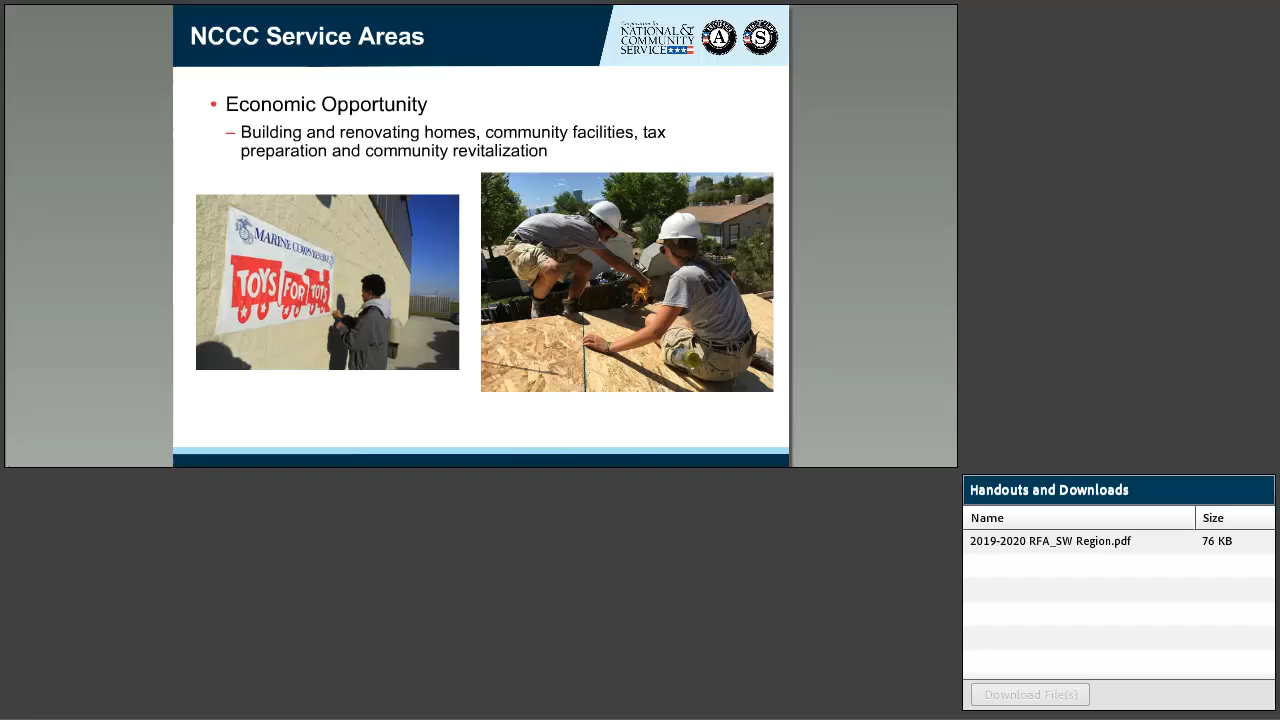 NCCC Service Areas
Corporation for
NATIONAL &
COMMUNITY
SERVICE
A
S
• Economic Opportunity
– Building and renovating homes, community facilities, tax
preparation and community revitalization
MARINE CORPS RESERVE
TOYS FOR TOTS
Handouts and Downloads
Name Size
2019-2020 RFA_SW Region.pdf 76 KB
Download File(s)